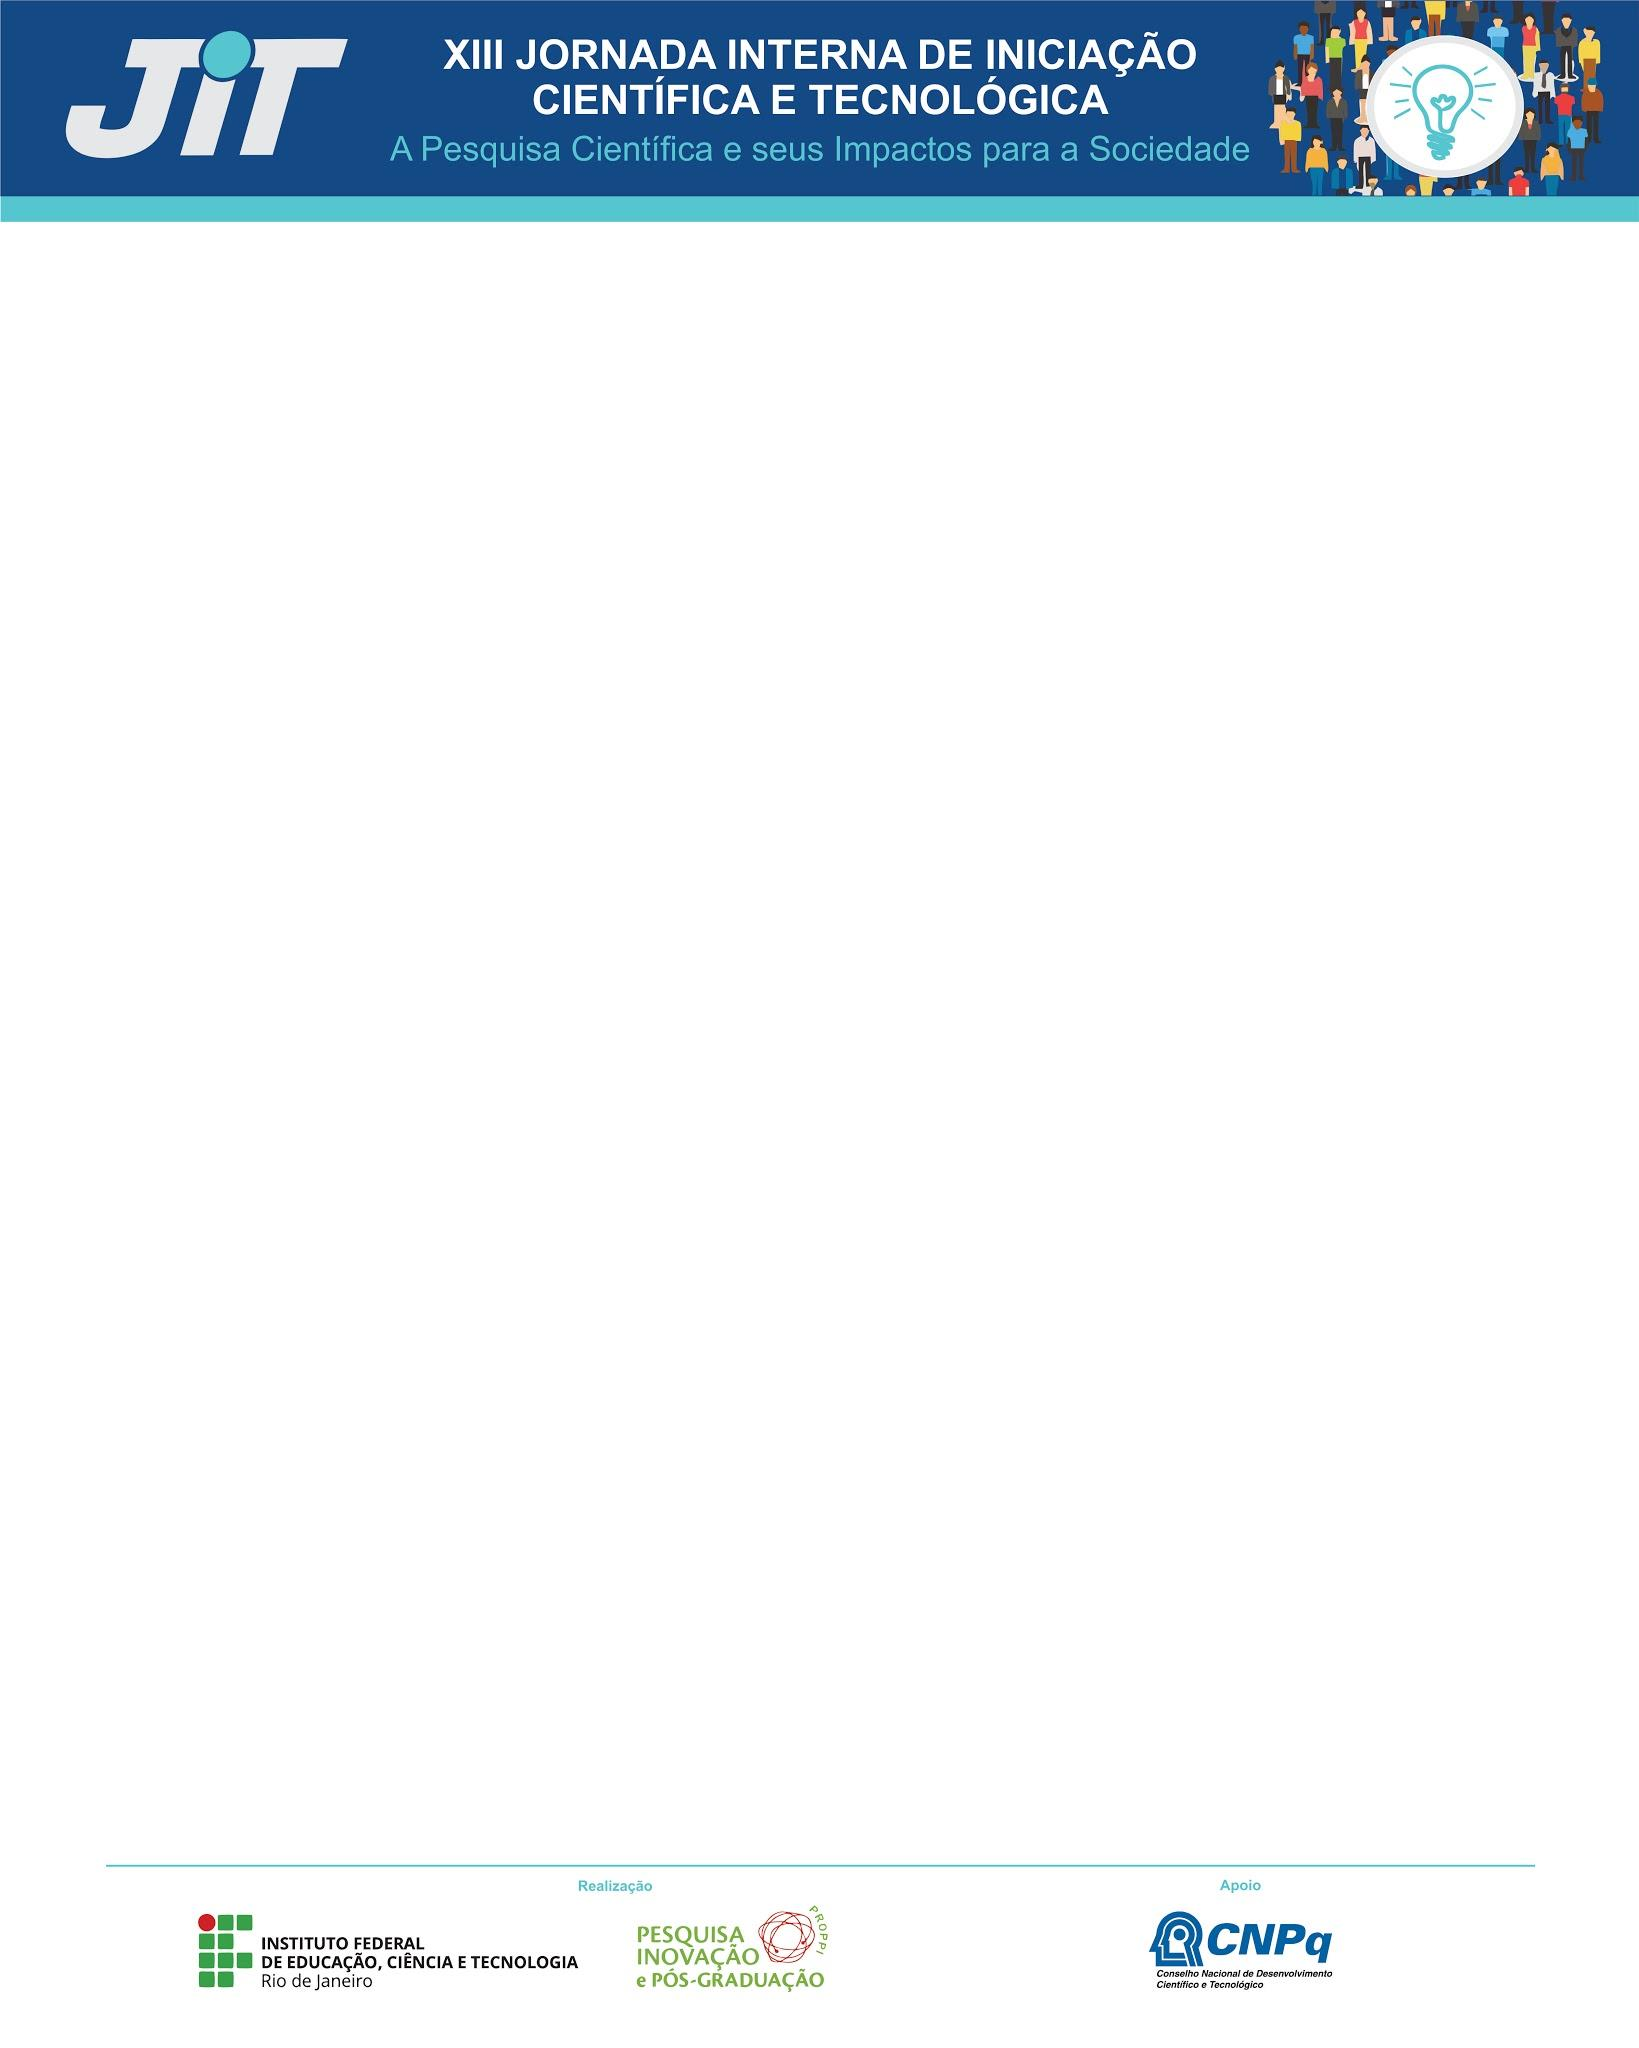 JiT
XIII JORNADA INTERNA DE INICIAÇÃO
CIENTÍFICA E TECNOLÓGICA
A Pesquisa Científica e seus Impactos para a Sociedade
Realização
Apoio
INSTITUTO FEDERAL
DE EDUCAÇÃO, CIÊNCIA E TECNOLOGIA
Rio de Janeiro
PESQUISA
INOVAÇÃO
e PÓS-GRADUAÇÃO
PROPPI
CNPq
Conselho Nacional de Desenvolvimento
Científico e Tecnológico